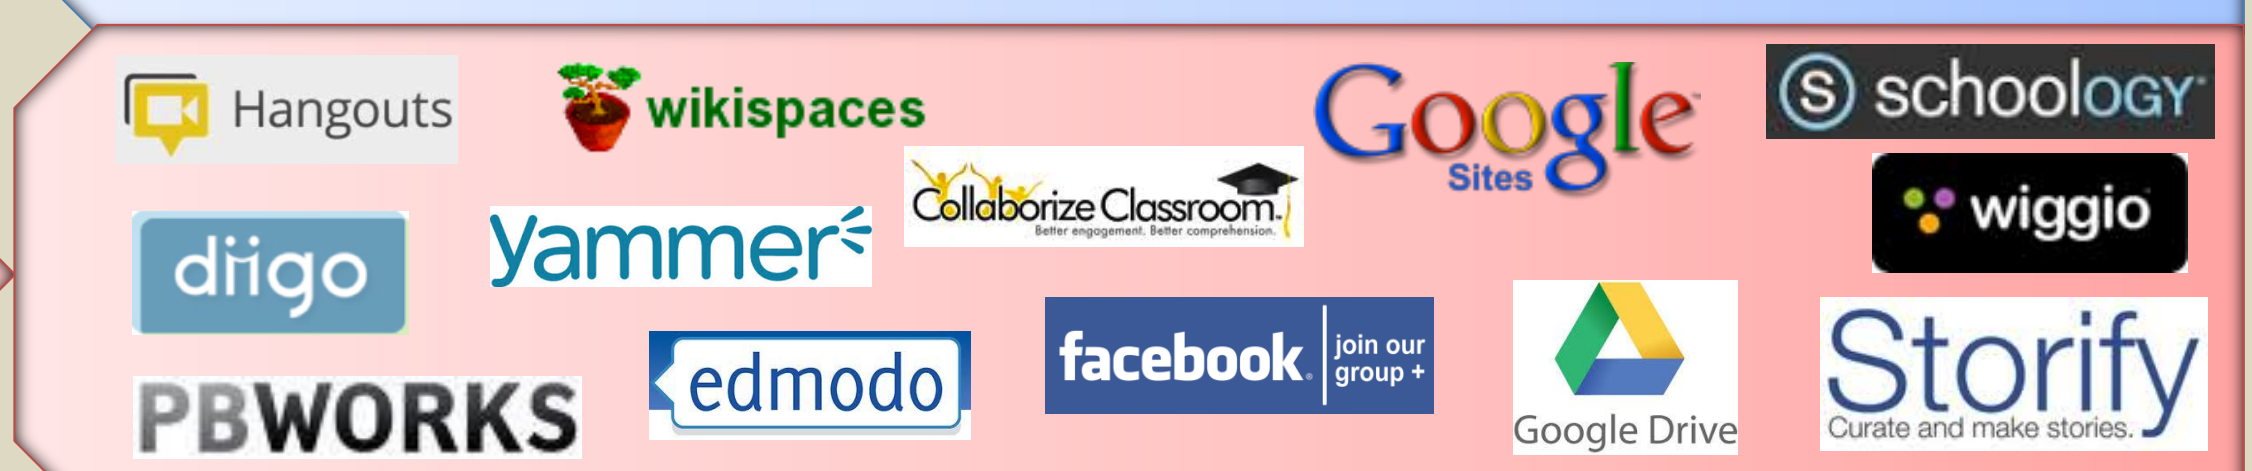 Hangouts
wikispaces
Google
Sites
schoology
Collaborize Classroom.
Better engagement. Better comprehension.
wiggio
diigo
yammer
facebook
join our
group +
Google Drive
Storify
Curate and make stories.
edmodo
PBWORKS